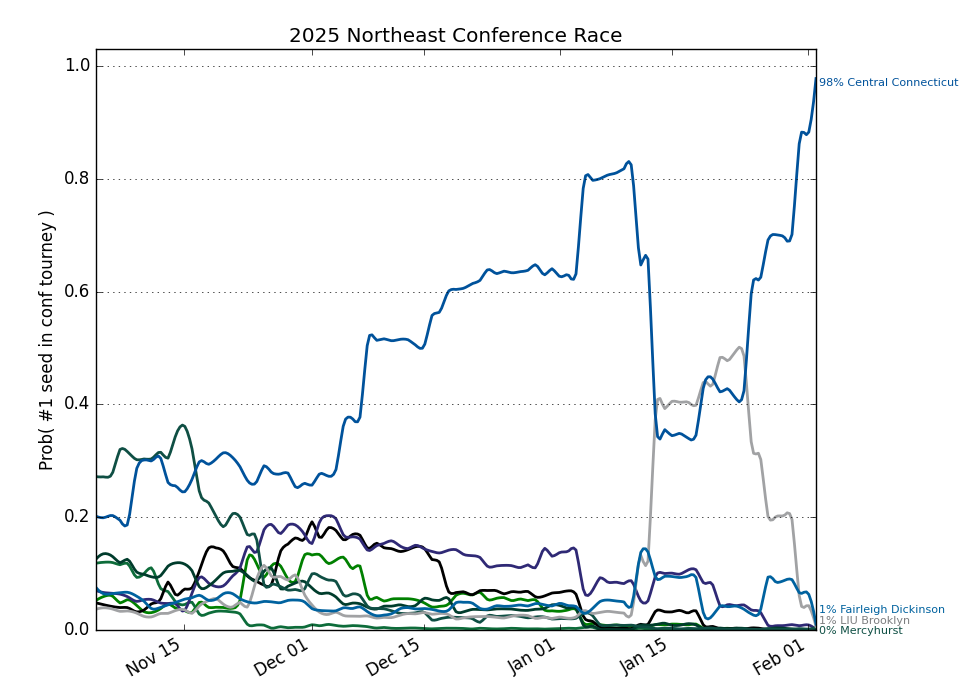 2025 Northeast Conference Race
1.0
0.8
0.6
0.4
0.2
0.0
Prob( #1 seed in conf tourney )
98% Central Connecticut
1% Fairleigh Dickinson
1% LIU Brooklyn
0% Mercyhurst
Nov 15
Dec 01
Dec 15
Jan 01
Jan 15
Feb 01